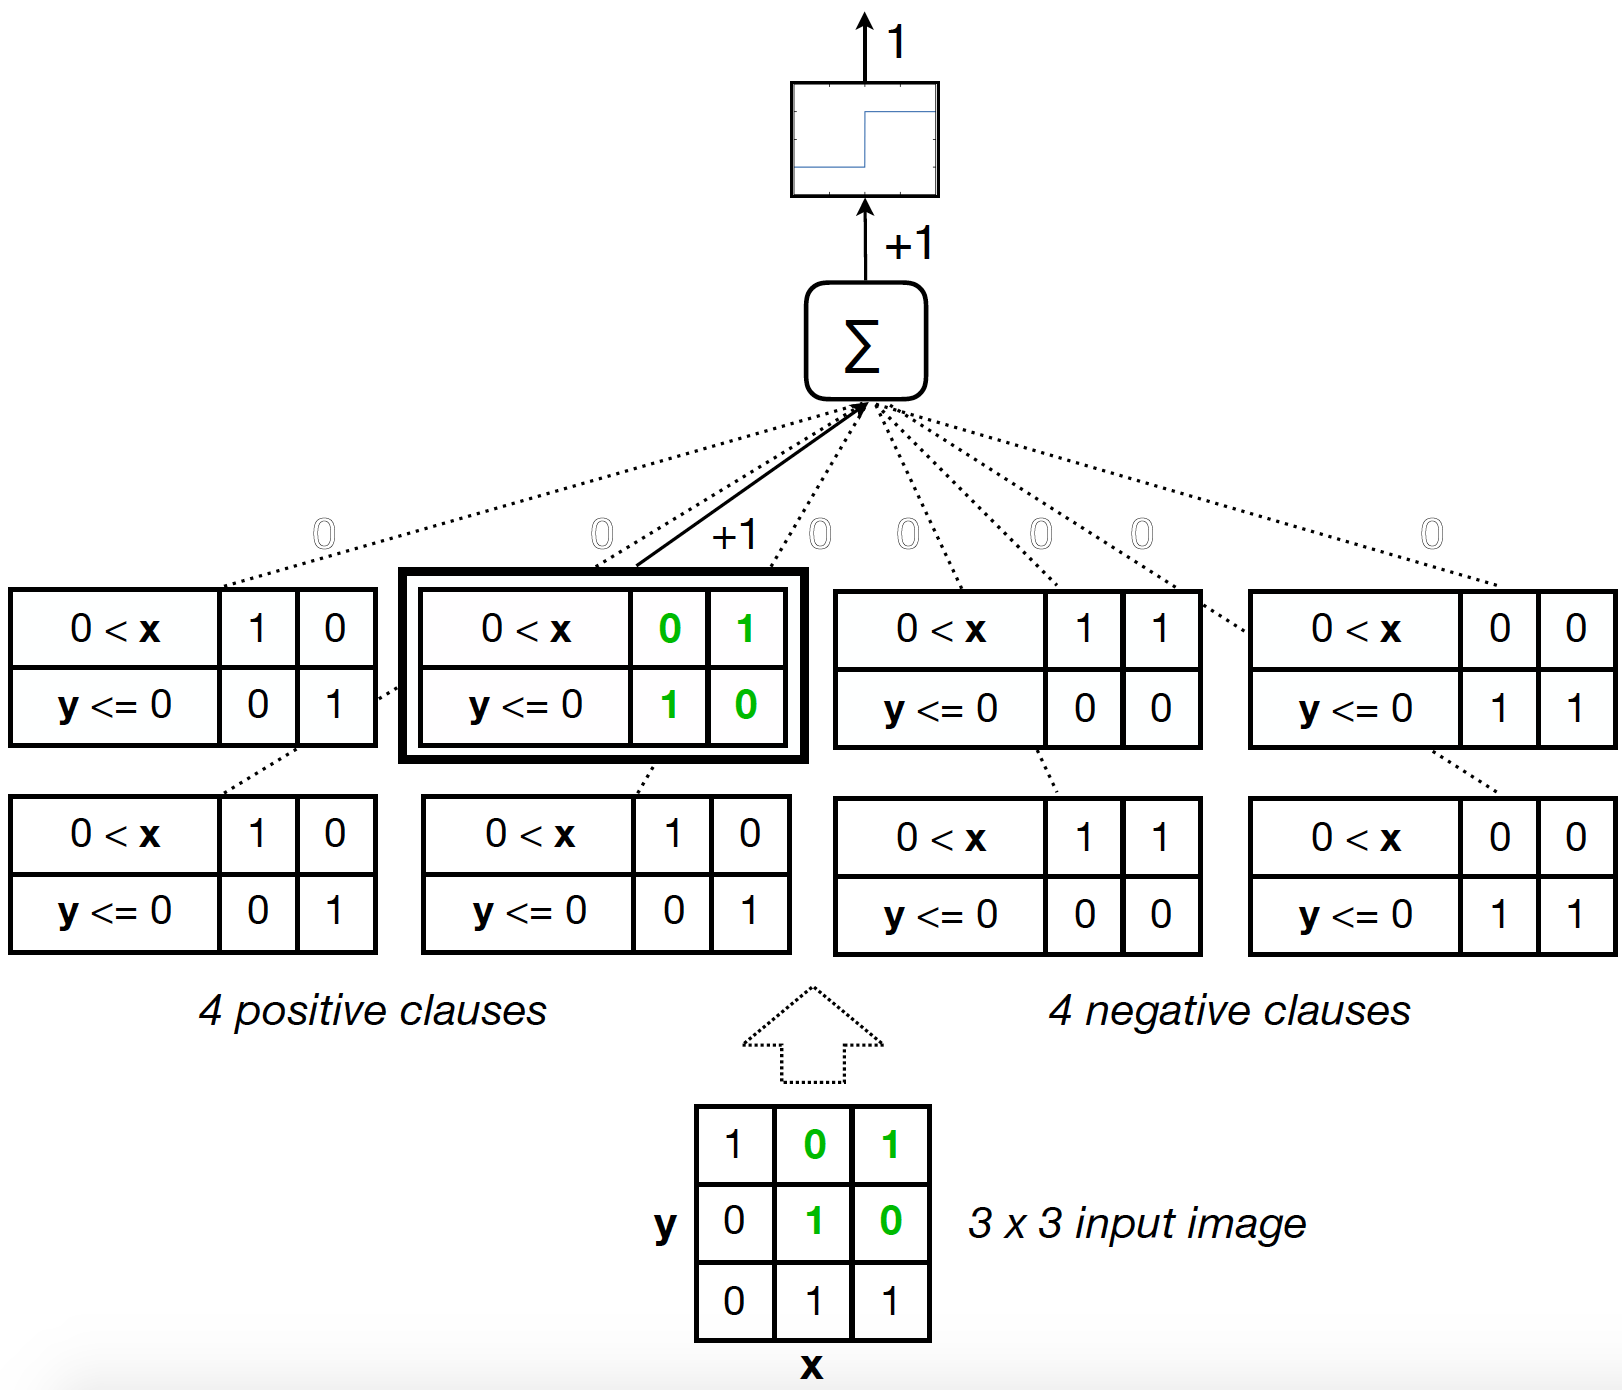 1
+1
∑
0 0 +1 0 0 0 0 0
0 < x 1 0
y <= 0 0 1
0 < x 0 1
y <= 0 1 0
0 < x 1 1
y <= 0 0 0
0 < x 0 0
y <= 0 1 1
0 < x 1 0
y <= 0 0 1
0 < x 1 0
y <= 0 0 1
0 < x 1 1
y <= 0 0 0
0 < x 0 0
y <= 0 1 1
4 positive clauses
4 negative clauses
1 0 1
y 0 1 0 3 x 3 input image
0 1 1
x